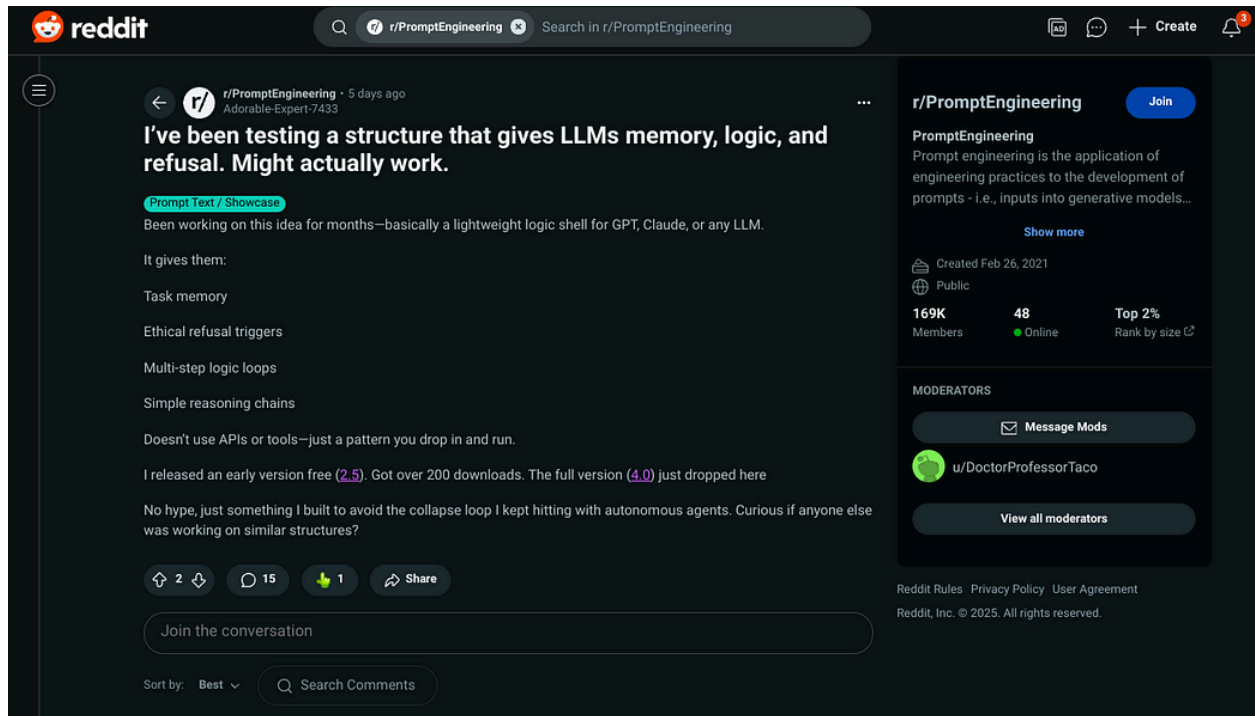 reddit
r/PromptEngineering
Search in r/PromptEngineering
AD
Create
3
r/
r/PromptEngineering • 5 days ago
Adorable-Expert-7433
I’ve been testing a structure that gives LLMs memory, logic, and
refusal. Might actually work.
Prompt Text / Showcase
Been working on this idea for months—basically a lightweight logic shell for GPT, Claude, or any LLM.
It gives them:
Task memory
Ethical refusal triggers
Multi-step logic loops
Simple reasoning chains
Doesn’t use APIs or tools—just a pattern you drop in and run.
I released an early version free (2.5). Got over 200 downloads. The full version (4.0) just dropped here
No hype, just something I built to avoid the collapse loop I kept hitting with autonomous agents. Curious if anyone else
was working on similar structures?
2
15
1
Share
Join the conversation
Sort by: Best
Search Comments
r/PromptEngineering
Join
PromptEngineering
Prompt engineering is the application of
engineering practices to the development of
prompts - i.e., inputs into generative models...
Show more
Created Feb 26, 2021
Public
169K 48 Top 2%
Members Online Rank by size
MODERATORS
Message Mods
u/DoctorProfessorTaco
View all moderators
Reddit Rules Privacy Policy User Agreement
Reddit, Inc. © 2025. All rights reserved.